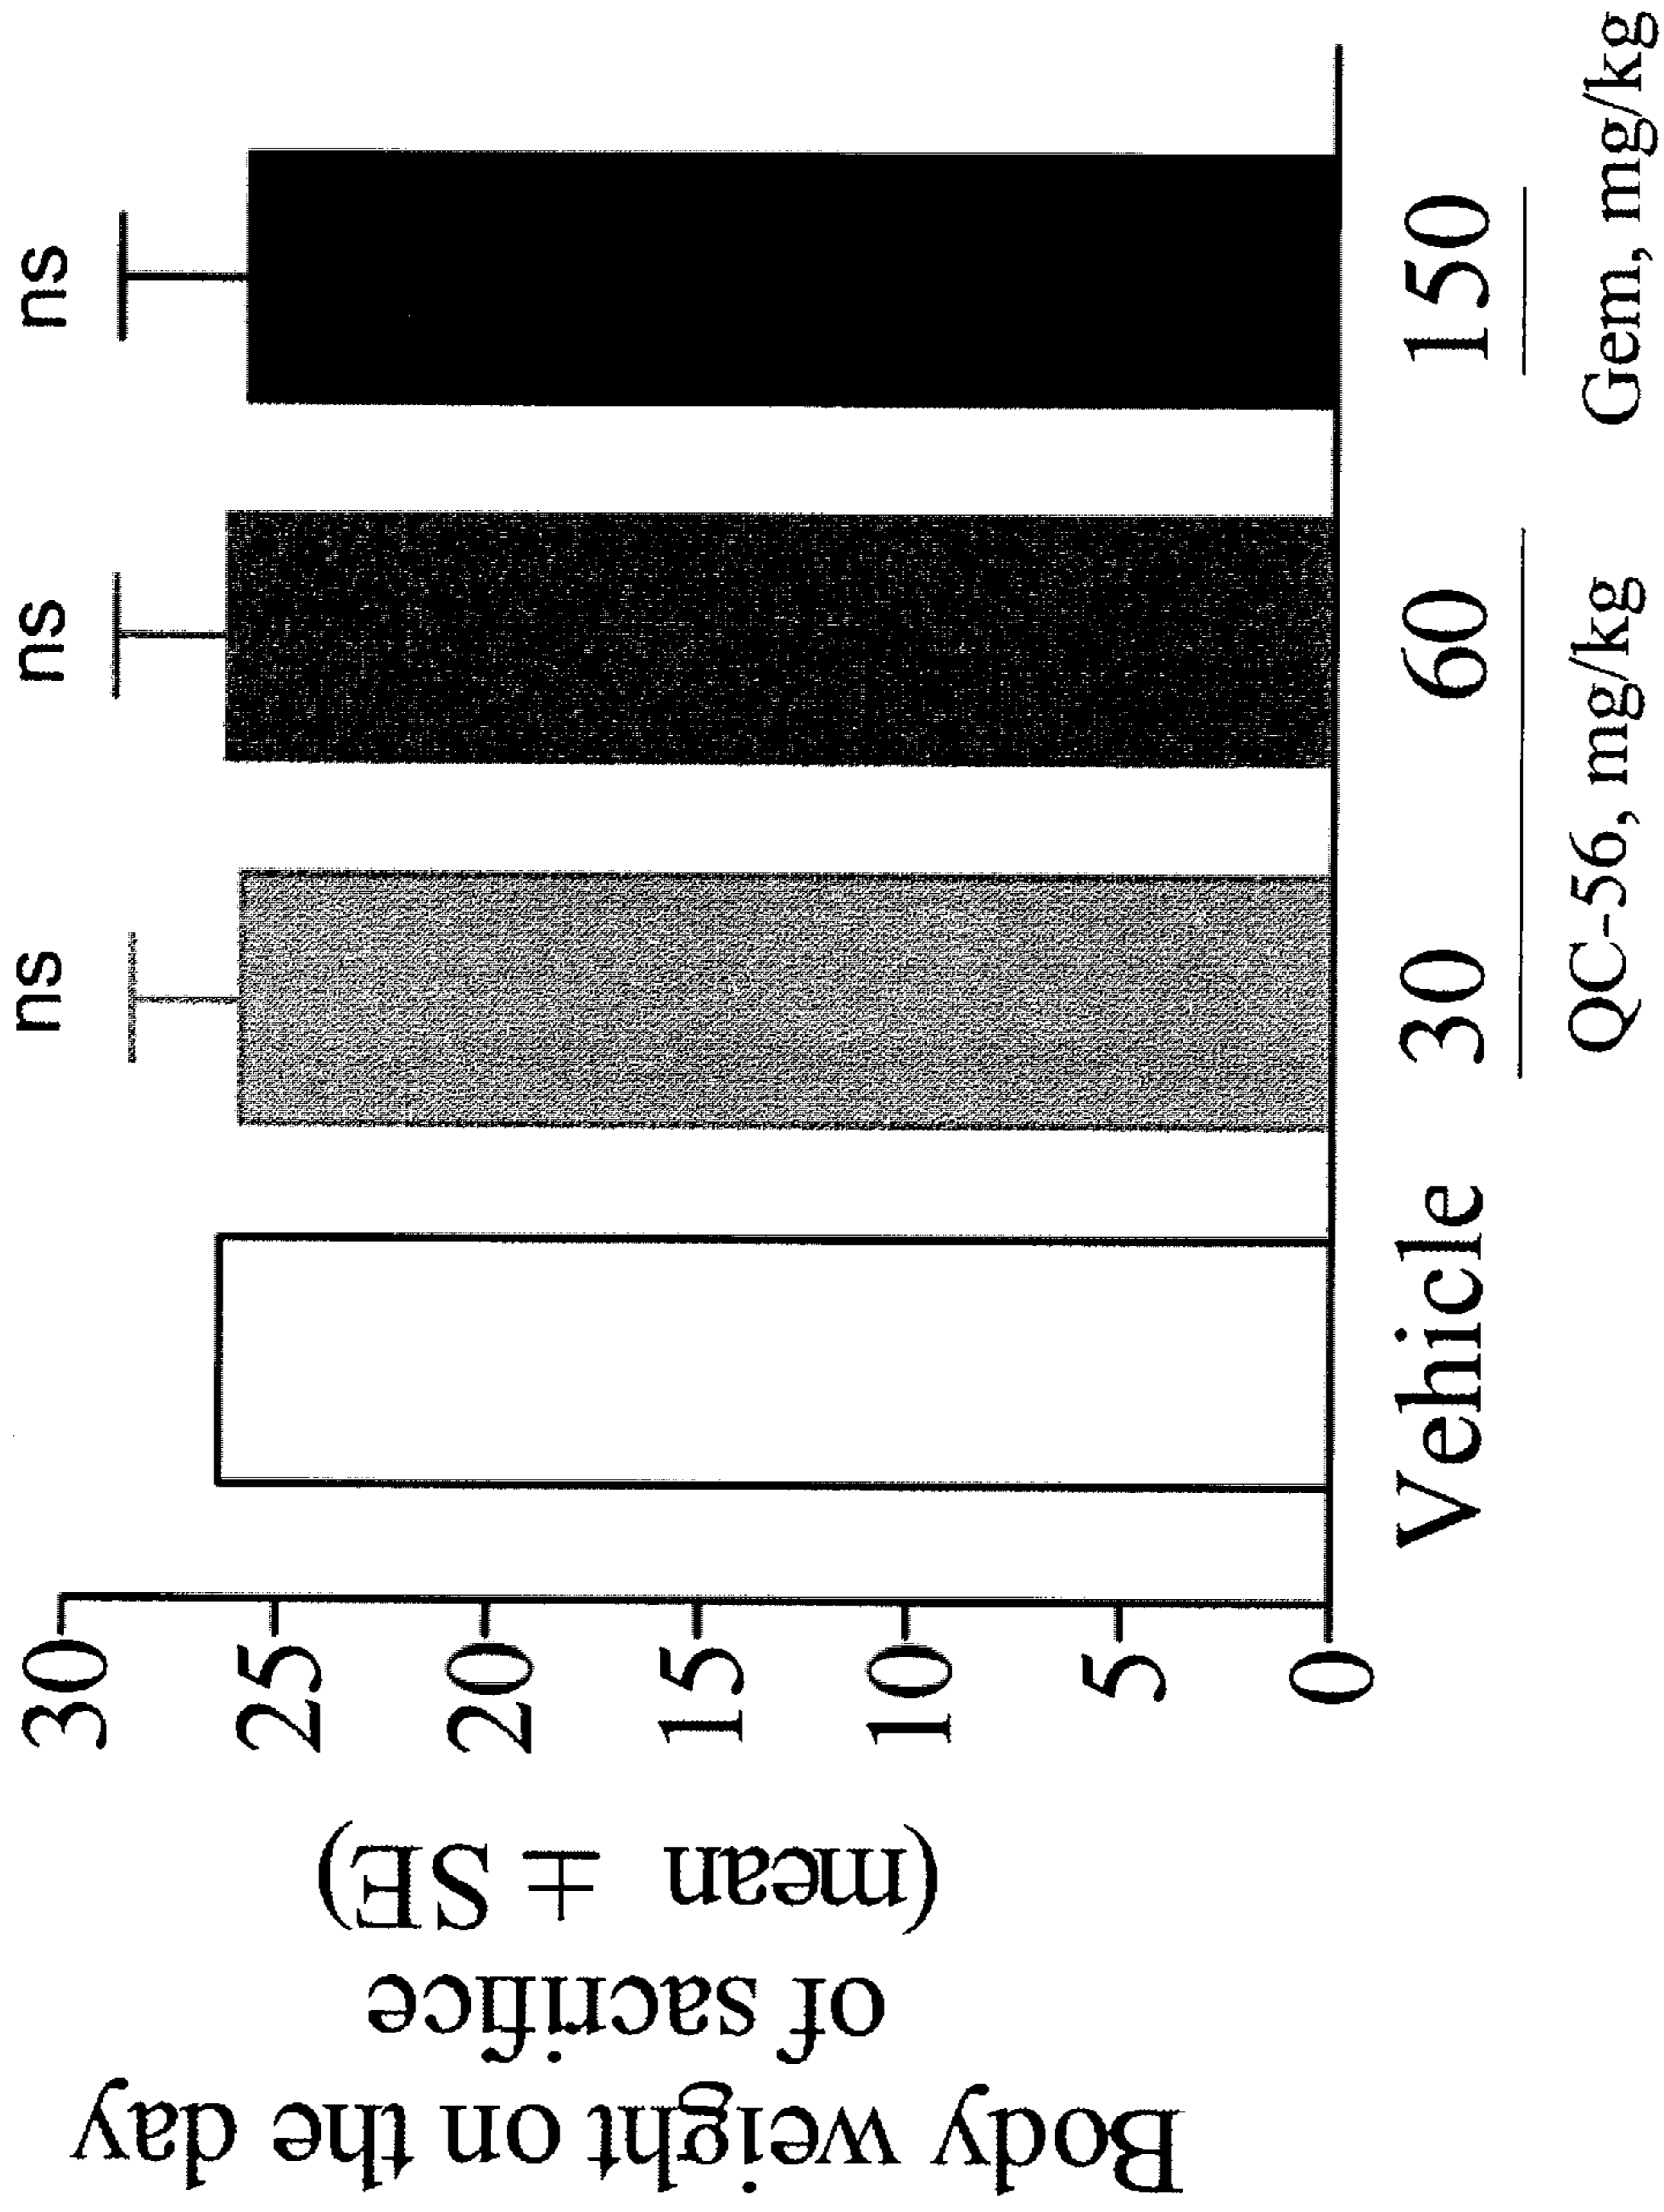 Body weight on the day
of sacrifice
(mean ± SE)
30
25
20
15
10
5
0
ns
ns
ns
Vehicle
30
60
150
QC-56, mg/kg
Gem, mg/kg